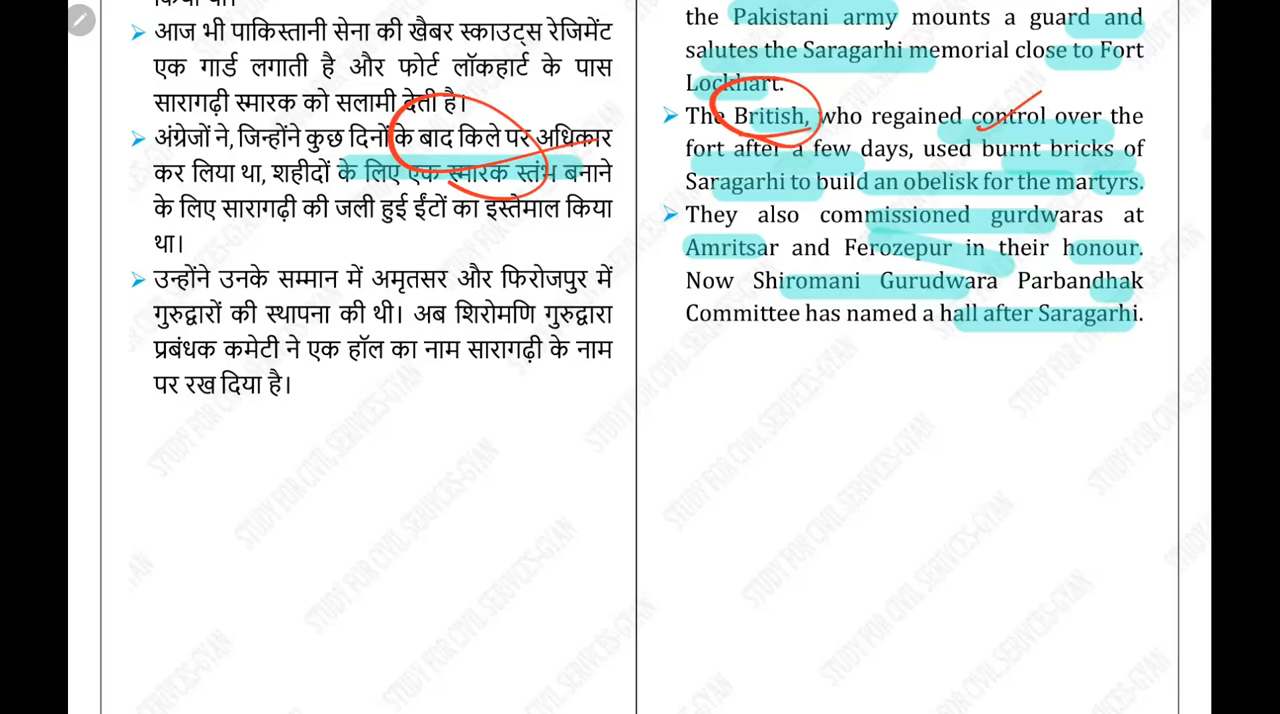 आज भी पाकिस्तानी सेना की खैबर स्काउट्स रेजिमेंट
एक गार्ड लगाती है और फोर्ट लॉकहार्ट के पास
सारागढ़ी स्मारक को सलामी देती है।
अंग्रेजों ने, जिन्होंने कुछ दिनों के बाद किले पर अधिकार
कर लिया था, शहीदों के लिए एक स्मारक स्तंभ बनाने
के लिए सारागढ़ी की जली हुई ईंटों का इस्तेमाल किया
था।
उन्होंने उनके सम्मान में अमृतसर और फिरोजपुर में
गुरुद्वारों की स्थापना की थी। अब शिरोमणि गुरुद्वारा
प्रबंधक कमेटी ने एक हॉल का नाम सारागढ़ी के नाम
पर रख दिया है।
the Pakistani army mounts a guard and
salutes the Saragarhi memorial close to Fort
Lockhart.
The British, who regained control over the
fort after a few days, used burnt bricks of
Saragarhi to build an obelisk for the martyrs.
They also commissioned gurdwaras at
Amritsar and Ferozepur in their honour.
Now Shiromani Gurudwara Parbandhak
Committee has named a hall after Saragarhi.
STUDY FOR CIVIL SERIVCES-GYAN